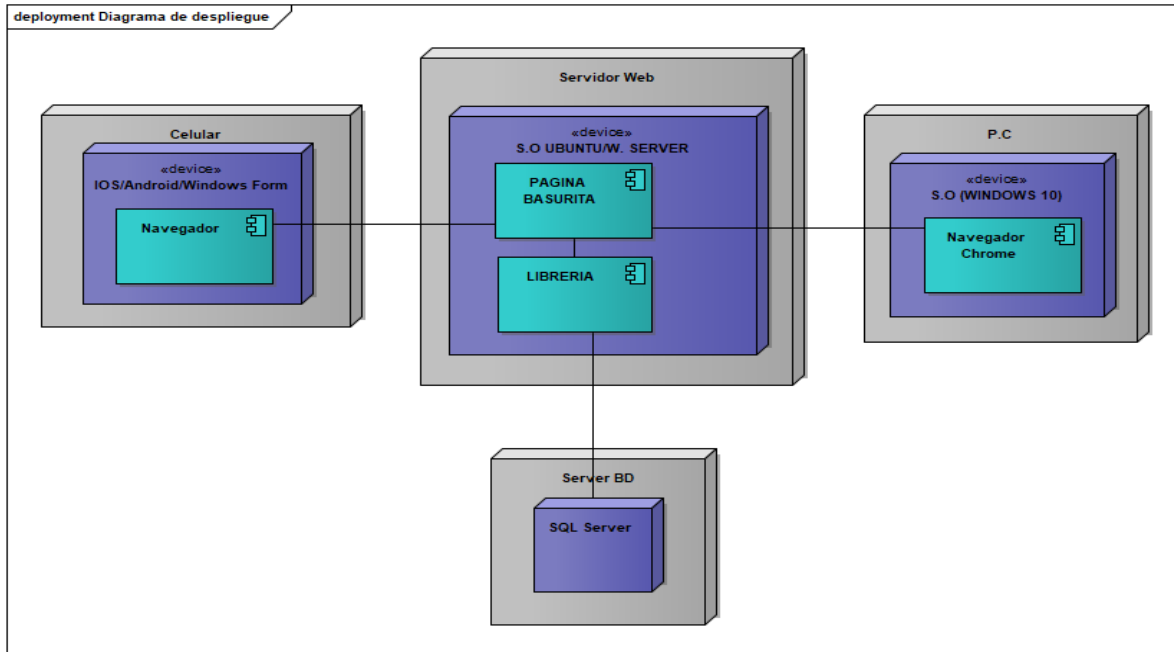 deployment Diagrama de despliegue
Servidor Web
«device»
S.O UBUNTU/W. SERVER
PAGINA
BASURITA
LIBRERIA
Celular
«device»
IOS/Android/Windows Form
Navegador
P.C
«device»
S.O (WINDOWS 10)
Navegador
Chrome
Server BD
SQL Server